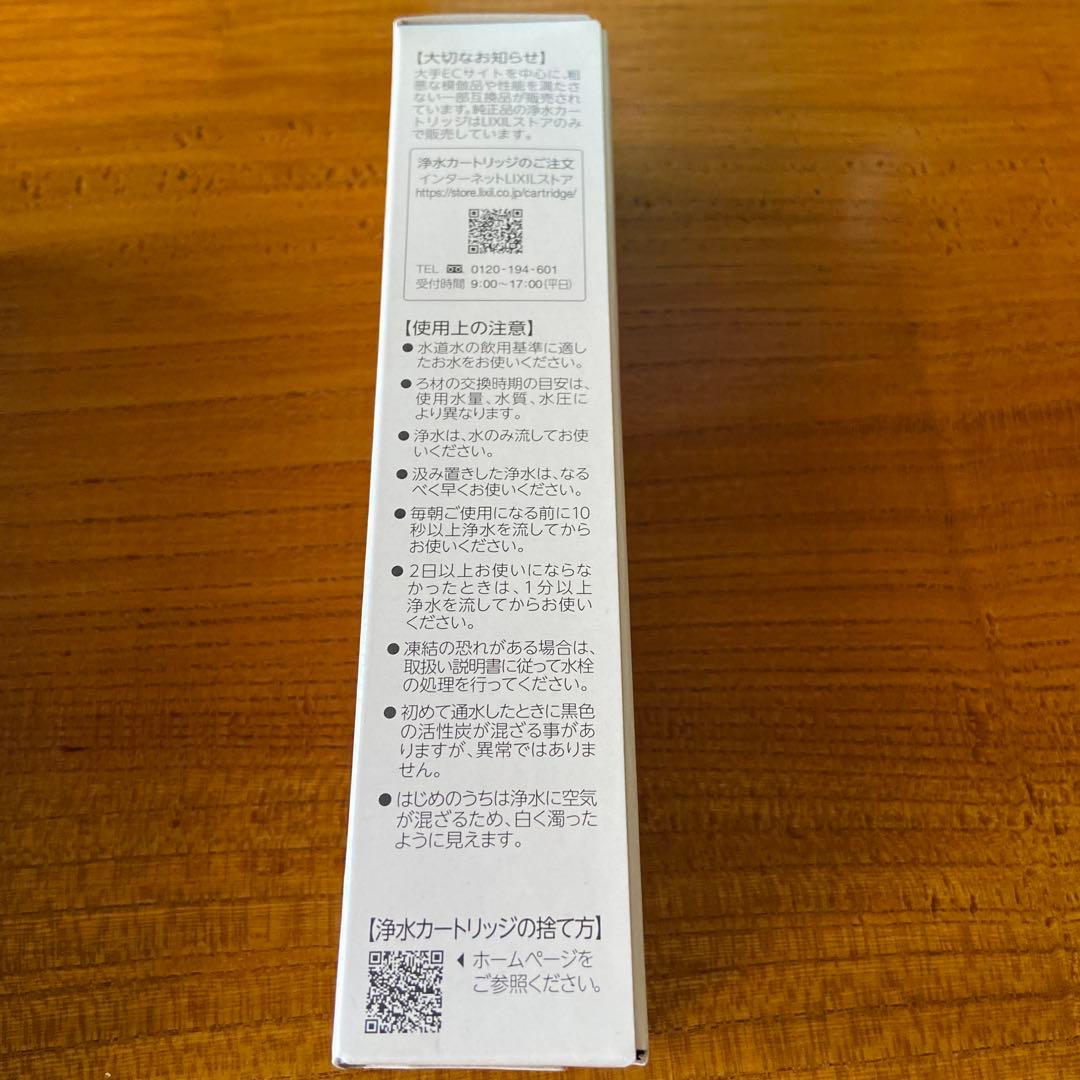 【大切なお知らせ】
大手ECサイトを中心に、粗
悪な模倣品や性能を満たさ
ない一部互換品が販売され
ています。純正品の浄水カー
トリッジはLIXILストアのみ
で販売しています。
浄水カートリッジのご注文
インターネットLIXILストア
https://store.lixil.co.jp/cartridge/
TEL 0120-194-601
受付時間 9:00〜17:00(平日)
【使用上の注意】
●水道水の飲用基準に適し
たお水をお使いください。
●ろ材の交換時期の目安は、
使用水量、水質、水圧に
より異なります。
●浄水は、水のみ流してお使
いください。
●汲み置きした浄水は、なる
べく早くお使いください。
●毎朝ご使用になる前に10
秒以上浄水を流してから
お使いください。
●2日以上お使いにならな
かったときは、1分以上
浄水を流してからお使い
ください。
●凍結の恐れがある場合は、
取扱い説明書に従って水栓
の処理を行ってください。
●初めて通水したときに黒色
の活性炭が混ざる事があ
りますが、異常ではありま
せん。
●はじめのうちは浄水に空気
が混ざるため、白く濁った
ように見えます。
【浄水カートリッジの捨て方】
◀ ホームページを
ご参照ください。